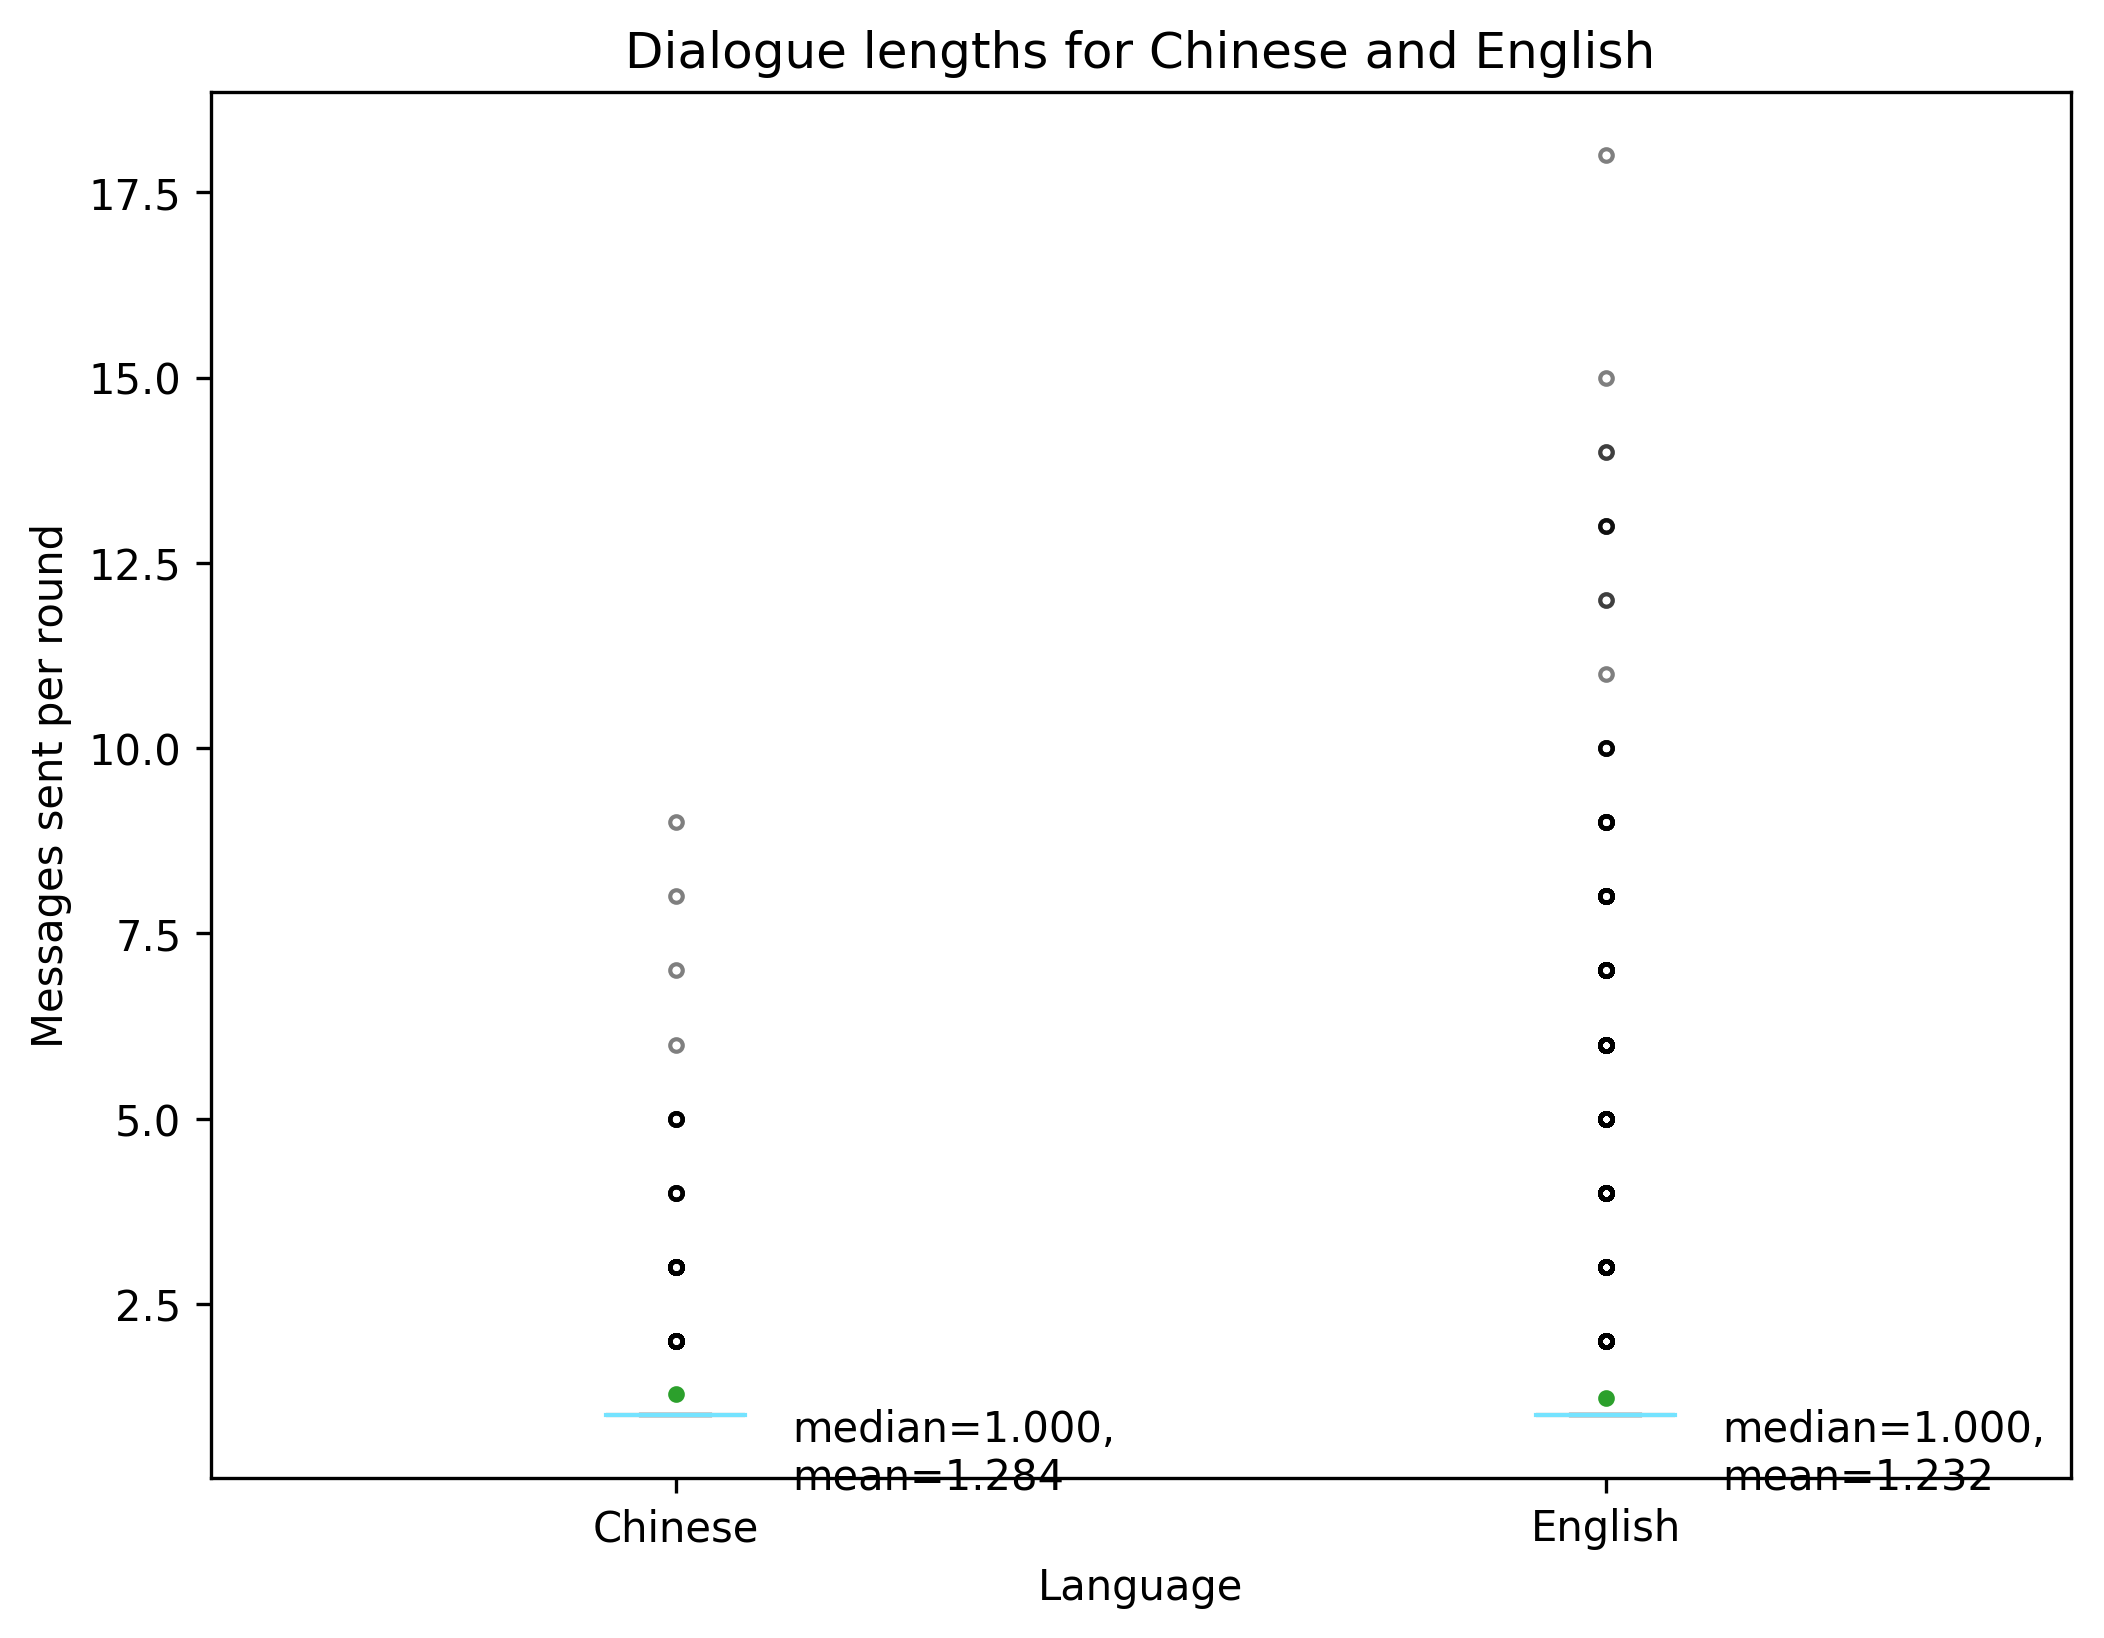 Dialogue lengths for Chinese and English
Messages sent per round
17.5
15.0
12.5
10.0
7.5
5.0
2.5
median=1.000,
mean=1.284
median=1.000,
mean=1.232
Chinese
English
Language